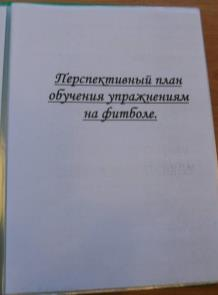 Перспективный план
обучения упражнениям
на фитболе.